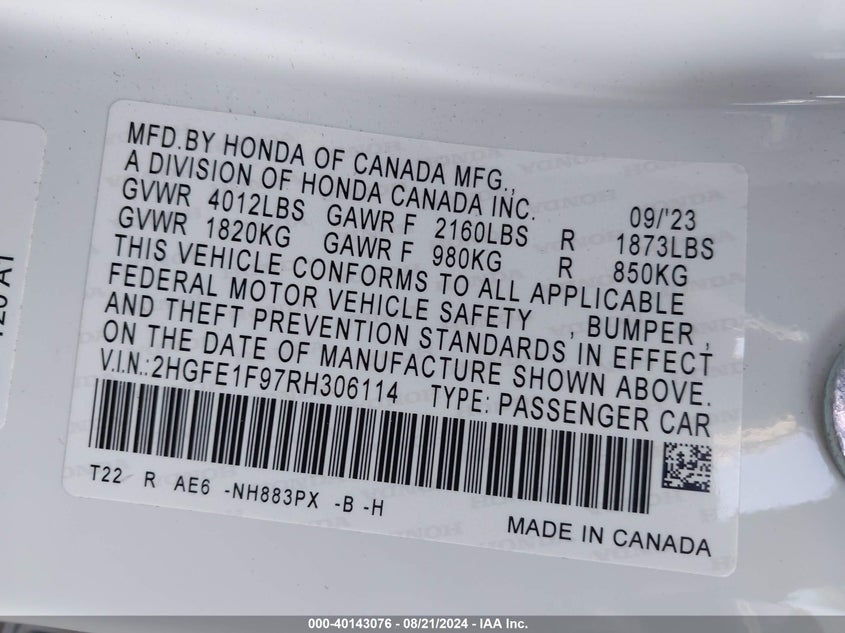 MFD.BY HONDA OF CANADA MFG.,
A DIVISION OF HONDA CANADA INC. 09/'23
GVWR 4012LBS GAWR F 2160LBS R 1873LBS
GVWR 1820KG GAWR F 980KG R 850KG
THIS VEHICLE CONFORMS TO ALL APPLICABLE
FEDERAL MOTOR VEHICLE SAFETY , BUMPER ,
AND THEFT PREVENTION STANDARDS IN EFFECT
ON THE DATE OF MANUFACTURE SHOWN ABOVE.
V.I.N.:2HGFE1F97RH306114 TYPE: PASSENGER CAR
T22 R AE6 -NH883PX -B -H
MADE IN CANADA
000-40143076 | 08/21/2024 - IAA Inc.